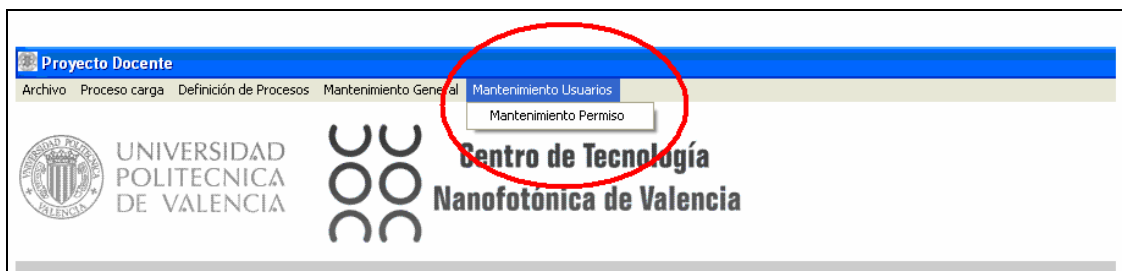 Proyecto Docente
Archivo Proceso carga Definición de Procesos Mantenimiento General Mantenimiento Usuarios
Mantenimiento Permiso
UNIVERSIDAD
POLITECNICA
DE VALENCIA
Centro de Tecnología
Nanofotónica de Valencia